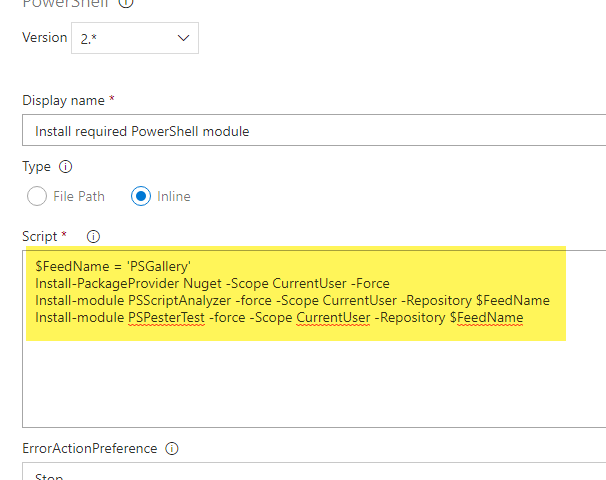 PowerShell
Version 2.*
Display name *
Install required PowerShell module
Type
File Path Inline
Script *
$FeedName = 'PSGallery'
Install-PackageProvider Nuget -Scope CurrentUser -Force
Install-module PSScriptAnalyzer -force -Scope CurrentUser -Repository $FeedName
Install-module PSPesterTest -force -Scope CurrentUser -Repository $FeedName
ErrorActionPreference
Stop